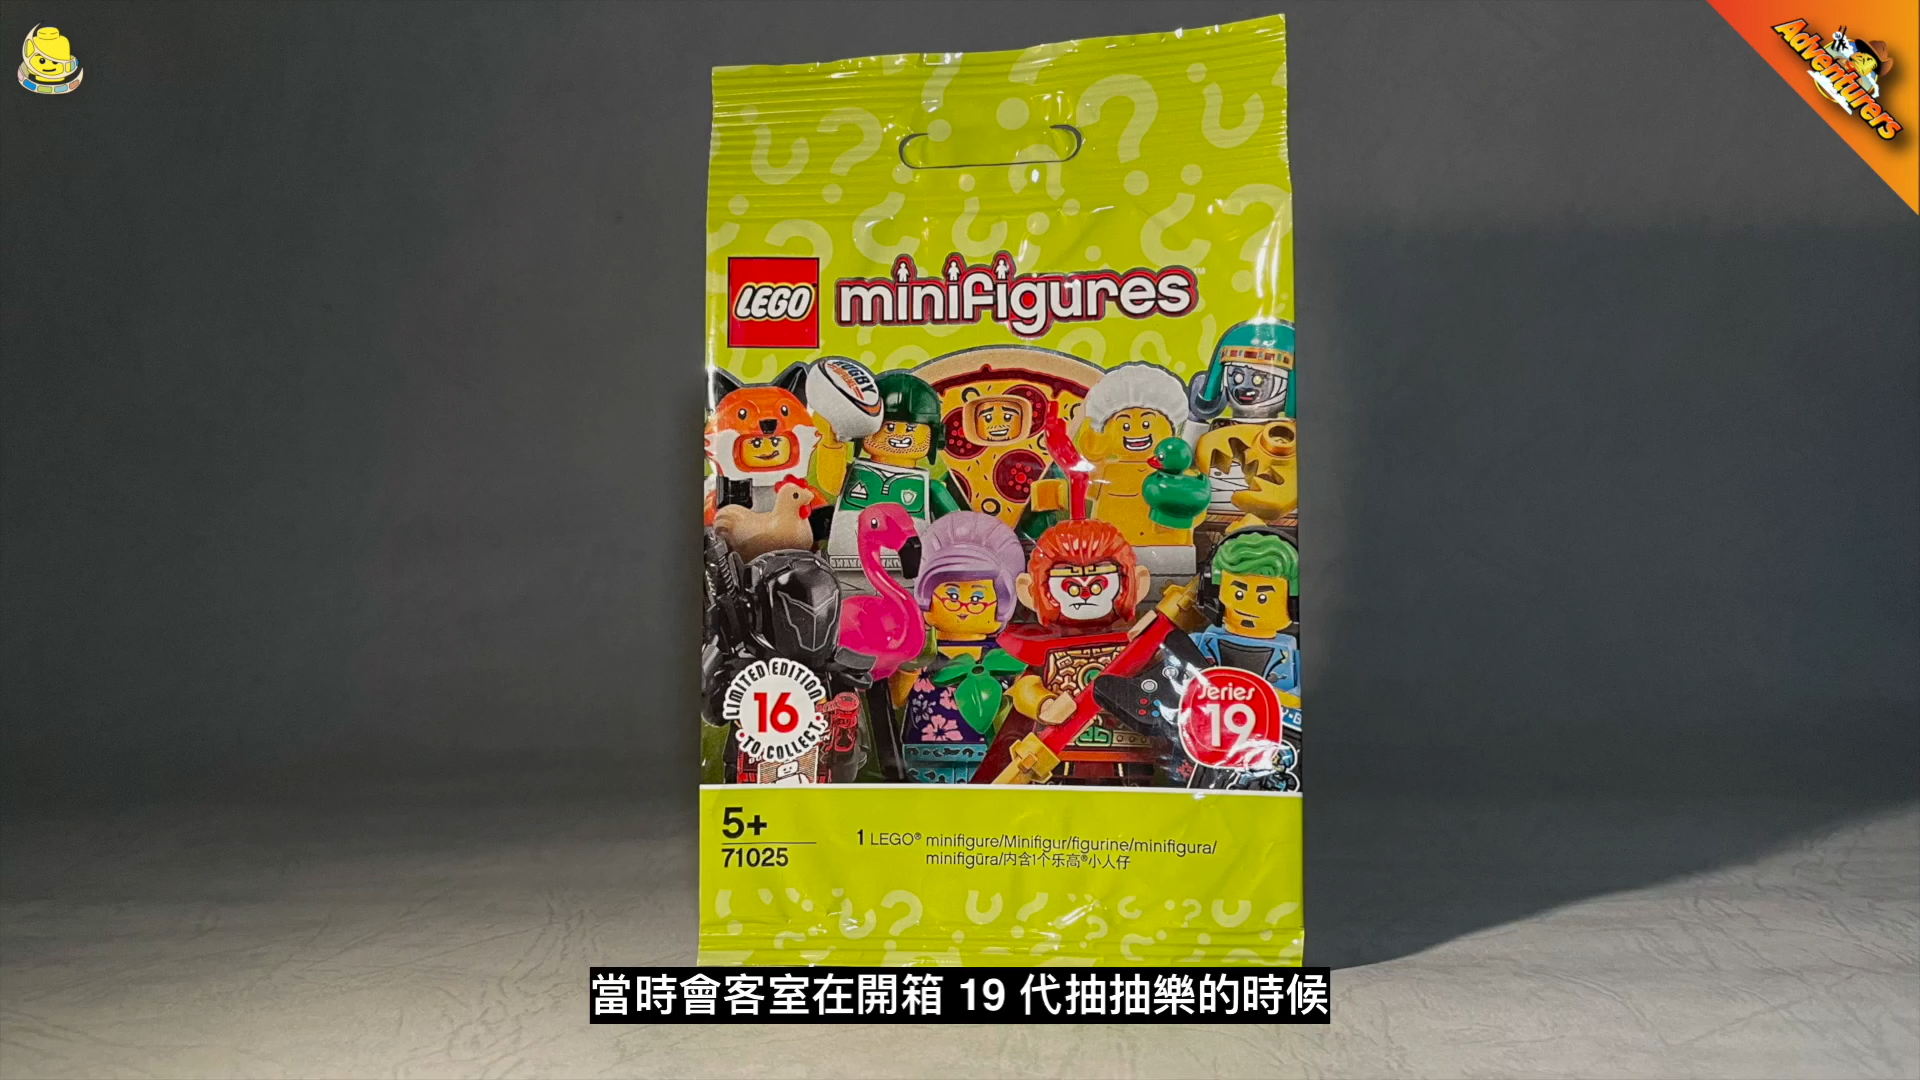 Adventurers
RUGBY
LEGO minifigures
LIMITED EDITION
16
TO COLLECT
Series
19
5+
71025
1 LEGO® minifigure/Minifigur/figurine/minifigura/
minifigūra/内含1个乐高®小人仔
當時會客室在開箱 19 代抽抽樂的時候